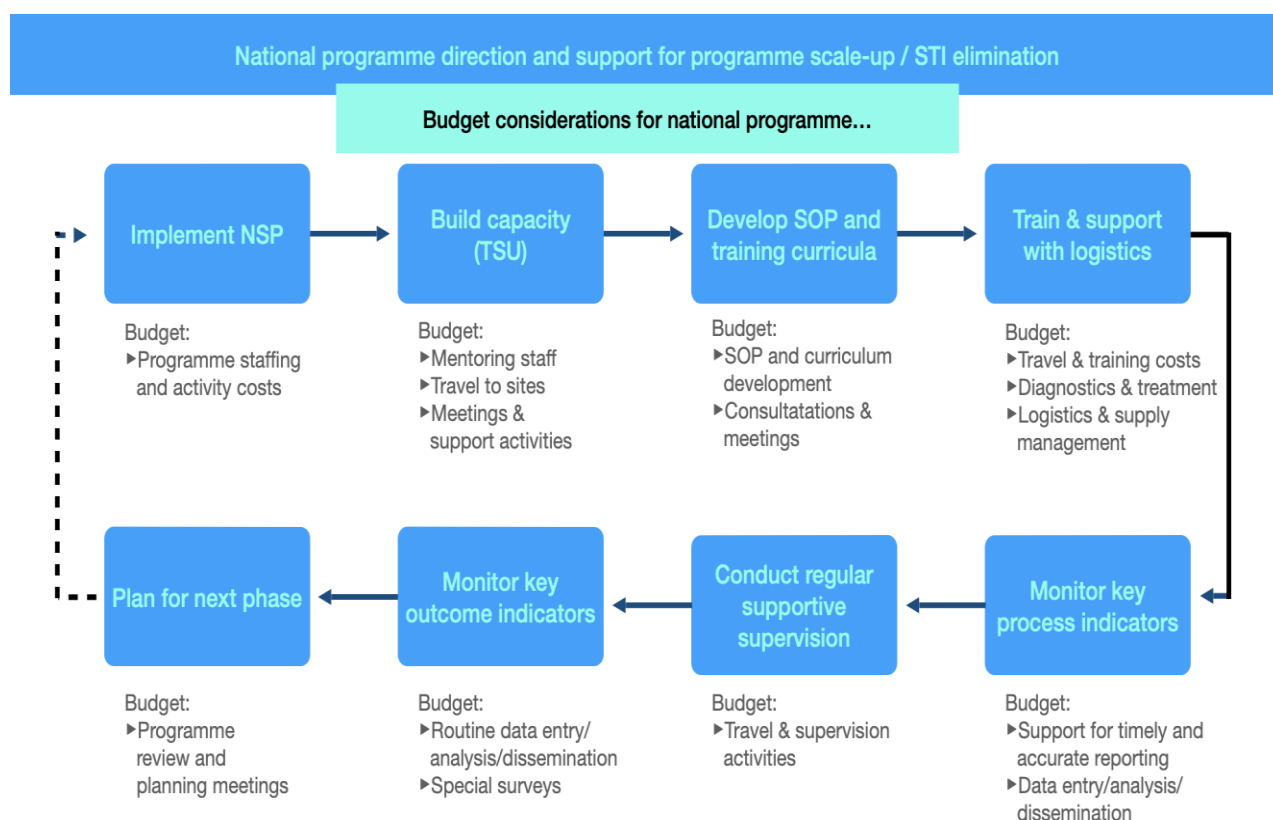 National programme direction and support for programme scale-up / STI elimination
Budget considerations for national programme...
Implement NSP
Budget:
▸Programme staffing
and activity costs
Build capacity
(TSU)
Budget:
▸Mentoring staff
▸Travel to sites
▸Meetings &
support activities
Develop SOP and
training curricula
Budget:
▸SOP and curriculum
development
▸Consultatations &
meetings
Train & support
with logistics
Budget:
▸Travel & training costs
▸Diagnostics & treatment
▸Logistics & supply
management
Monitor key
process indicators
Budget:
▸Support for timely and
accurate reporting
▸Data entry/analysis/
dissemination
Conduct regular
supportive
supervision
Budget:
▸Travel & supervision
activities
Monitor key
outcome indicators
Budget:
▸Routine data entry/
analysis/dissemination
▸Special surveys
Plan for next phase
Budget:
▸Programme
review and
planning meetings